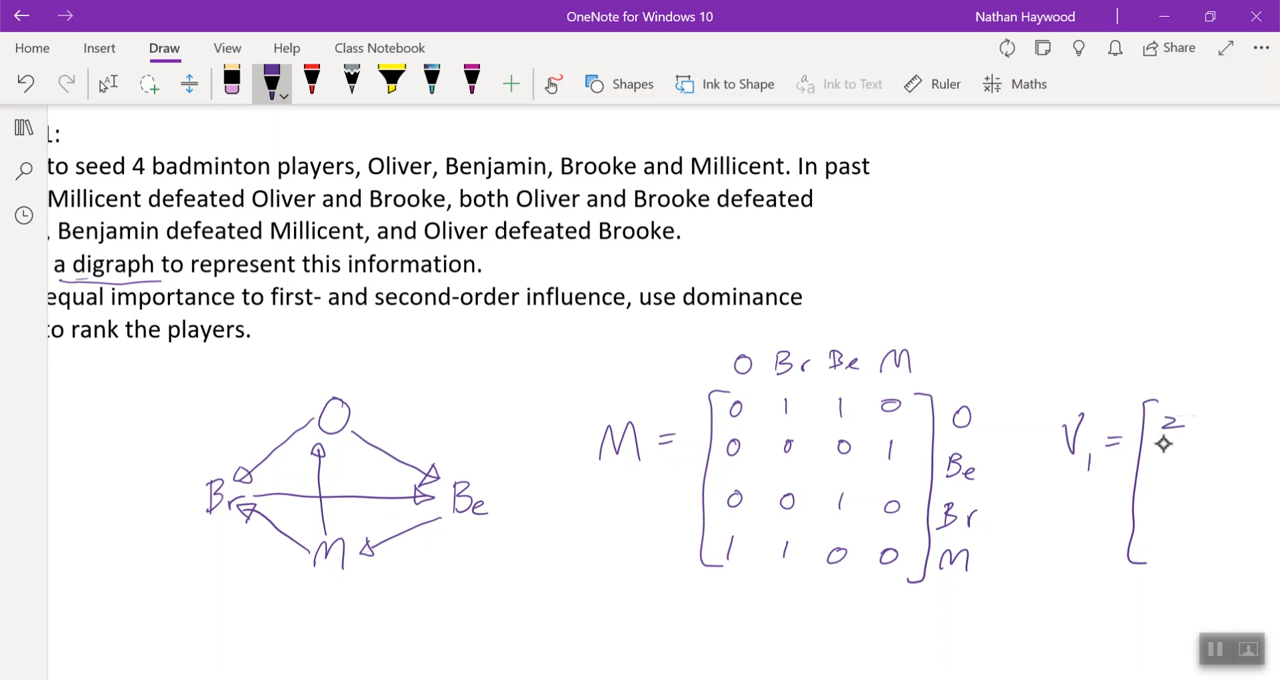 OneNote for Windows 10
Nathan Haywood
Home Insert Draw View Help Class Notebook
Share
Shapes Ink to Shape Ink to Text Ruler Maths
1:
to seed 4 badminton players, Oliver, Benjamin, Brooke and Millicent. In past
Millicent defeated Oliver and Brooke, both Oliver and Brooke defeated
, Benjamin defeated Millicent, and Oliver defeated Brooke.
a digraph to represent this information.
equal importance to first- and second-order influence, use dominance
to rank the players.
O
Br
Be
M
O Br Be M
M = [
0 1 1 0
0 0 0 1
0 0 1 0
1 1 0 0
]
O
Be
Br
M
V1 = [ 2